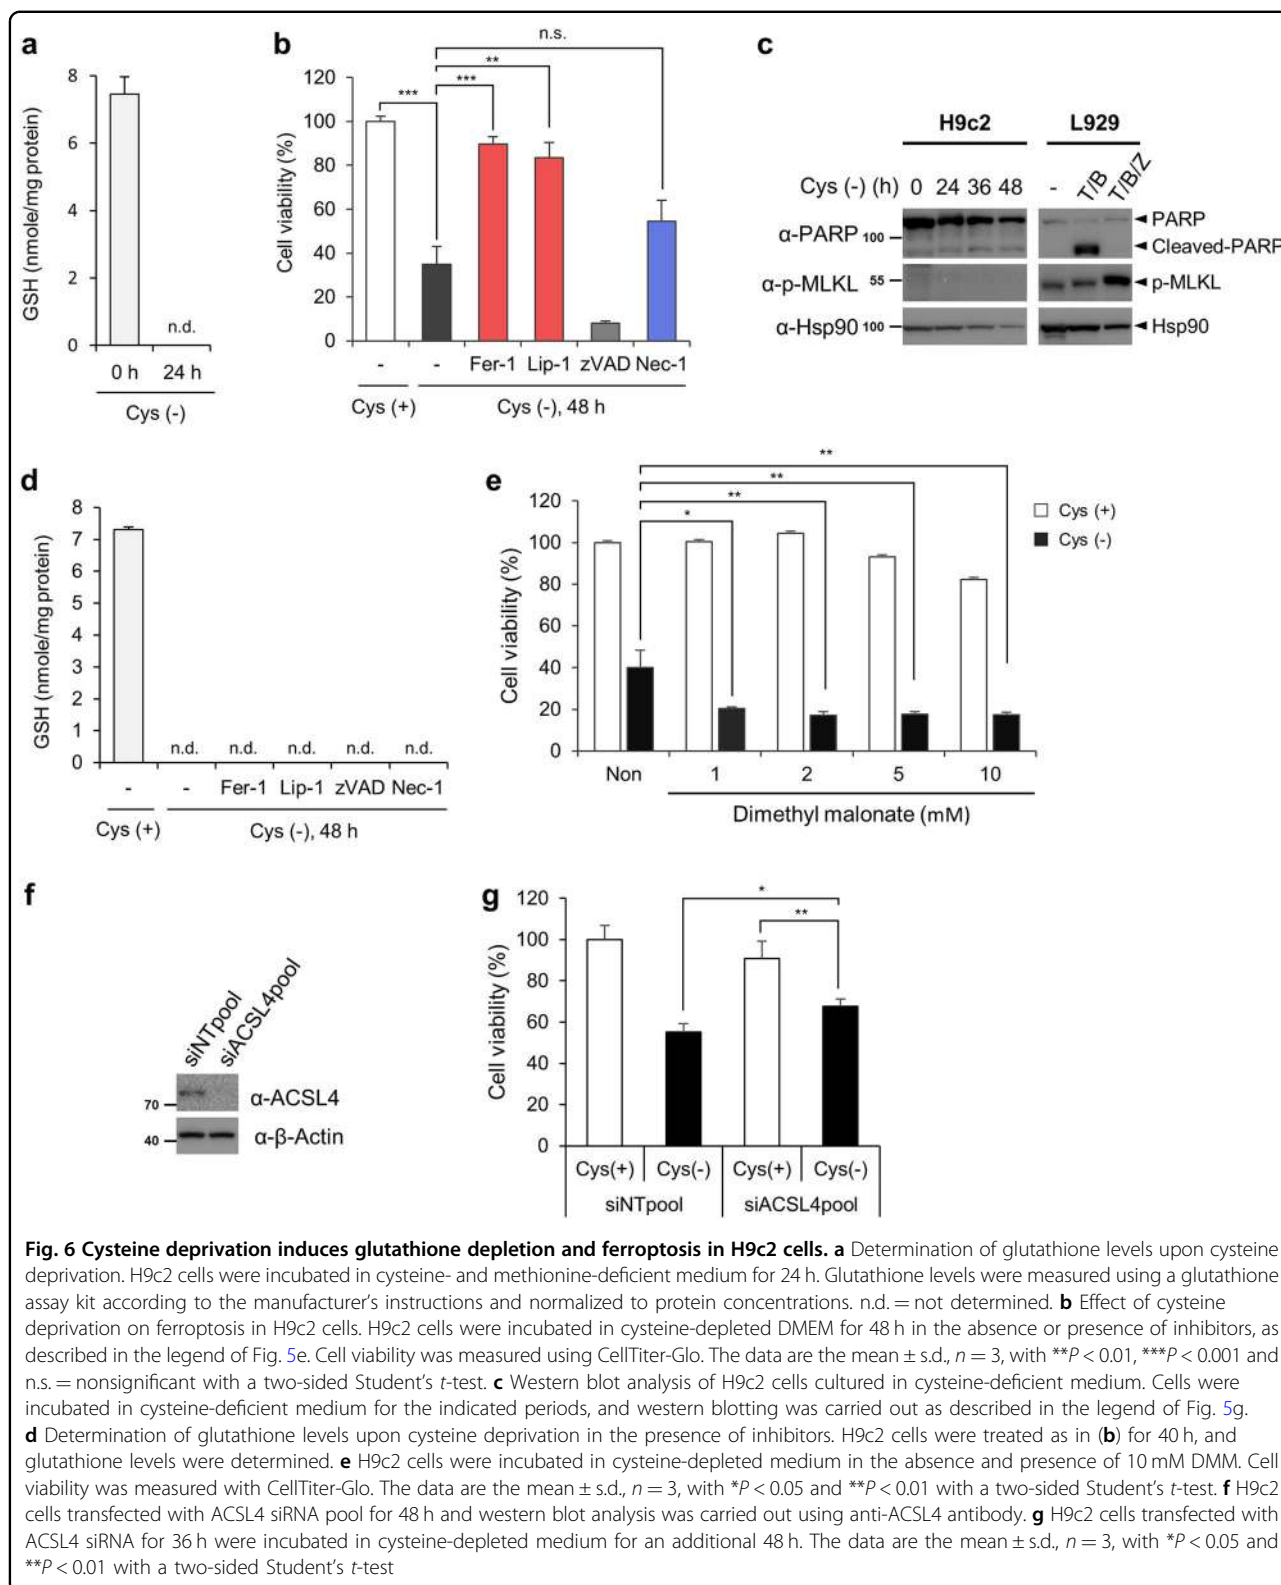 a
GSH (nmole/mg protein)
8
6
4
2
0
n.d.
0 h 24 h
Cys (-)
b
Cell viability (%)
120
100
80
60
40
20
0
***
***
**
n.s.
- - Fer-1 Lip-1 zVAD Nec-1
Cys (+) Cys (-), 48 h
c
H9c2 L929
Cys (-) (h) 0 24 36 48 - T/B T/B/Z
α-PARP 100 PARP
Cleaved-PARP
α-p-MLKL 55 p-MLKL
α-Hsp90 100 Hsp90
d
GSH (nmole/mg protein)
8
7
6
5
4
3
2
1
0
n.d. n.d. n.d. n.d. n.d.
- - Fer-1 Lip-1 zVAD Nec-1
Cys (+) Cys (-), 48 h
e
Cell viability (%)
120
100
80
60
40
20
0
*
**
**
**
Cys (+)
Cys (-)
Non 1 2 5 10
Dimethyl malonate (mM)
f
siNTpool siACSL4pool
70 α-ACSL4
40 α-β-Actin
g
Cell viability (%)
120
100
80
60
40
20
0
*
**
Cys(+) Cys(-) Cys(+) Cys(-)
siNTpool siACSL4pool
Fig. 6 Cysteine deprivation induces glutathione depletion and ferroptosis in H9c2 cells. a Determination of glutathione levels upon cysteine
deprivation. H9c2 cells were incubated in cysteine- and methionine-deficient medium for 24 h. Glutathione levels were measured using a glutathione
assay kit according to the manufacturer's instructions and normalized to protein concentrations. n.d. = not determined. b Effect of cysteine
deprivation on ferroptosis in H9c2 cells. H9c2 cells were incubated in cysteine-depleted DMEM for 48 h in the absence or presence of inhibitors, as
described in the legend of Fig. 5e. Cell viability was measured using CellTiter-Glo. The data are the mean ± s.d., n = 3, with **P < 0.01, ***P < 0.001 and
n.s. = nonsignificant with a two-sided Student's t-test. c Western blot analysis of H9c2 cells cultured in cysteine-deficient medium. Cells were
incubated in cysteine-deficient medium for the indicated periods, and western blotting was carried out as described in the legend of Fig. 5g.
d Determination of glutathione levels upon cysteine deprivation in the presence of inhibitors. H9c2 cells were treated as in (b) for 40 h, and
glutathione levels were determined. e H9c2 cells were incubated in cysteine-depleted medium in the absence and presence of 10 mM DMM. Cell
viability was measured with CellTiter-Glo. The data are the mean ± s.d., n = 3, with *P < 0.05 and **P < 0.01 with a two-sided Student's t-test. f H9c2
cells transfected with ACSL4 siRNA pool for 48 h and western blot analysis was carried out using anti-ACSL4 antibody. g H9c2 cells transfected with
ACSL4 siRNA for 36 h were incubated in cysteine-depleted medium for an additional 48 h. The data are the mean ± s.d., n = 3, with *P < 0.05 and
**P < 0.01 with a two-sided Student's t-test